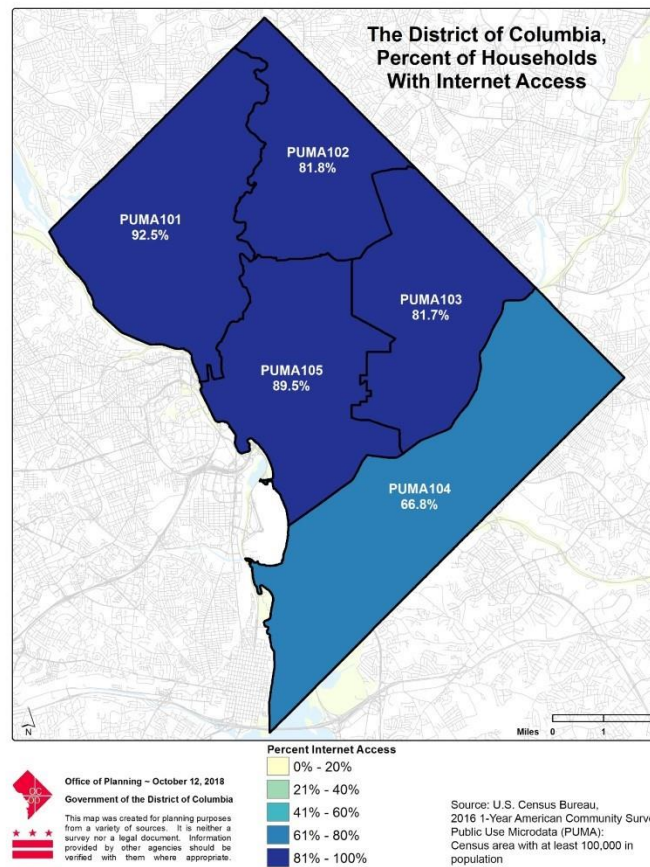 The District of Columbia,
Percent of Households
With Internet Access
PUMA102
81.8%
PUMA101
92.5%
PUMA103
81.7%
PUMA105
89.5%
PUMA104
66.8%
N
Miles 0 1
Percent Internet Access
0% - 20%
21% - 40%
41% - 60%
61% - 80%
81% - 100%
Office of Planning ~ October 12, 2018
Government of the District of Columbia
This map was created for planning purposes
from a variety of sources. It is neither a
survey nor a legal document. Information
provided by other agencies should be
verified with them where appropriate.
Source: U.S. Census Bureau,
2016 1-Year American Community Surve
Public Use Microdata (PUMA):
Census area with at least 100,000 in
population